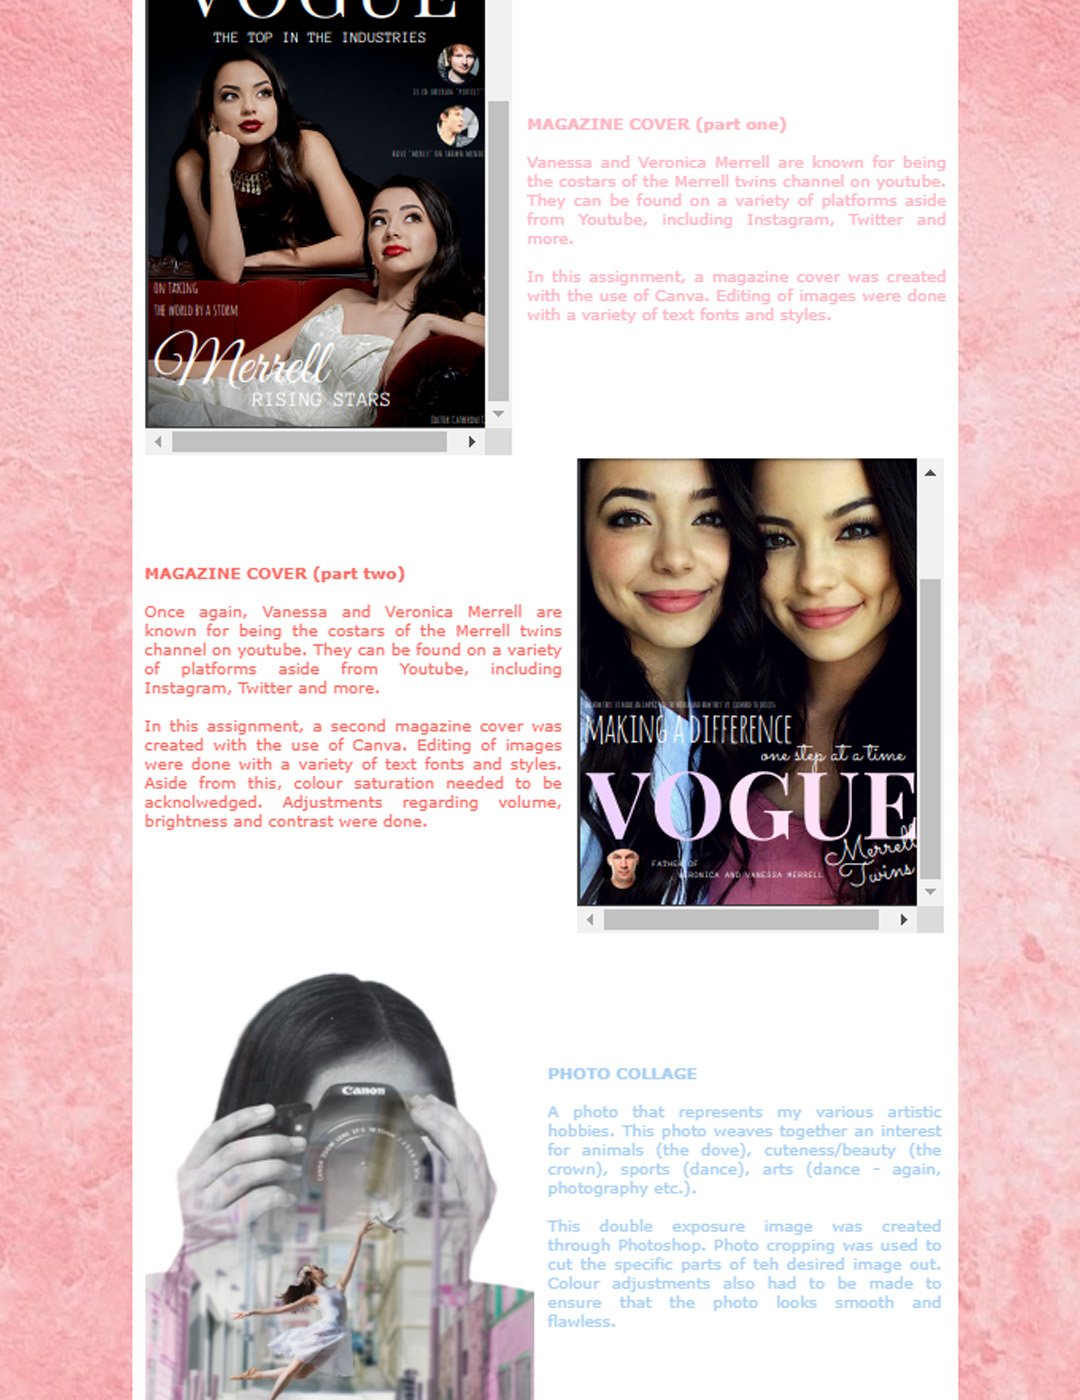 VOGUE
THE TOP IN THE INDUSTRIES
MAGAZINE COVER (part one)
Vanessa and Veronica Merrell are known for being
the costars of the Merrell twins channel on youtube.
They can be found on a variety of platforms aside
from Youtube, including Instagram, Twitter and
more.
In this assignment, a magazine cover was created
with the use of Canva. Editing of images were done
with a variety of text fonts and styles.
ON TAKING
THE WORLD BY A STORM
Merrell
RISING STARS
MAGAZINE COVER (part two)
Once again, Vanessa and Veronica Merrell are
known for being the costars of the Merrell twins
channel on youtube. They can be found on a variety
of platforms aside from Youtube, including
Instagram, Twitter and more.
In this assignment, a second magazine cover was
created with the use of Canva. Editing of images
were done with a variety of text fonts and styles.
Aside from this, colour saturation needed to be
acknolwedged. Adjustments regarding volume,
brightness and contrast were done.
MAKING A DIFFERENCE
one step at a time
VOGUE
Merrell
Twins
FATHER OF
VERONICA AND VANESSA MERRELL
Canon
PHOTO COLLAGE
A photo that represents my various artistic
hobbies. This photo weaves together an interest
for animals (the dove), cuteness/beauty (the
crown), sports (dance), arts (dance - again,
photography etc.).
This double exposure image was created
through Photoshop. Photo cropping was used to
cut the specific parts of teh desired image out.
Colour adjustments also had to be made to
ensure that the photo looks smooth and
flawless.